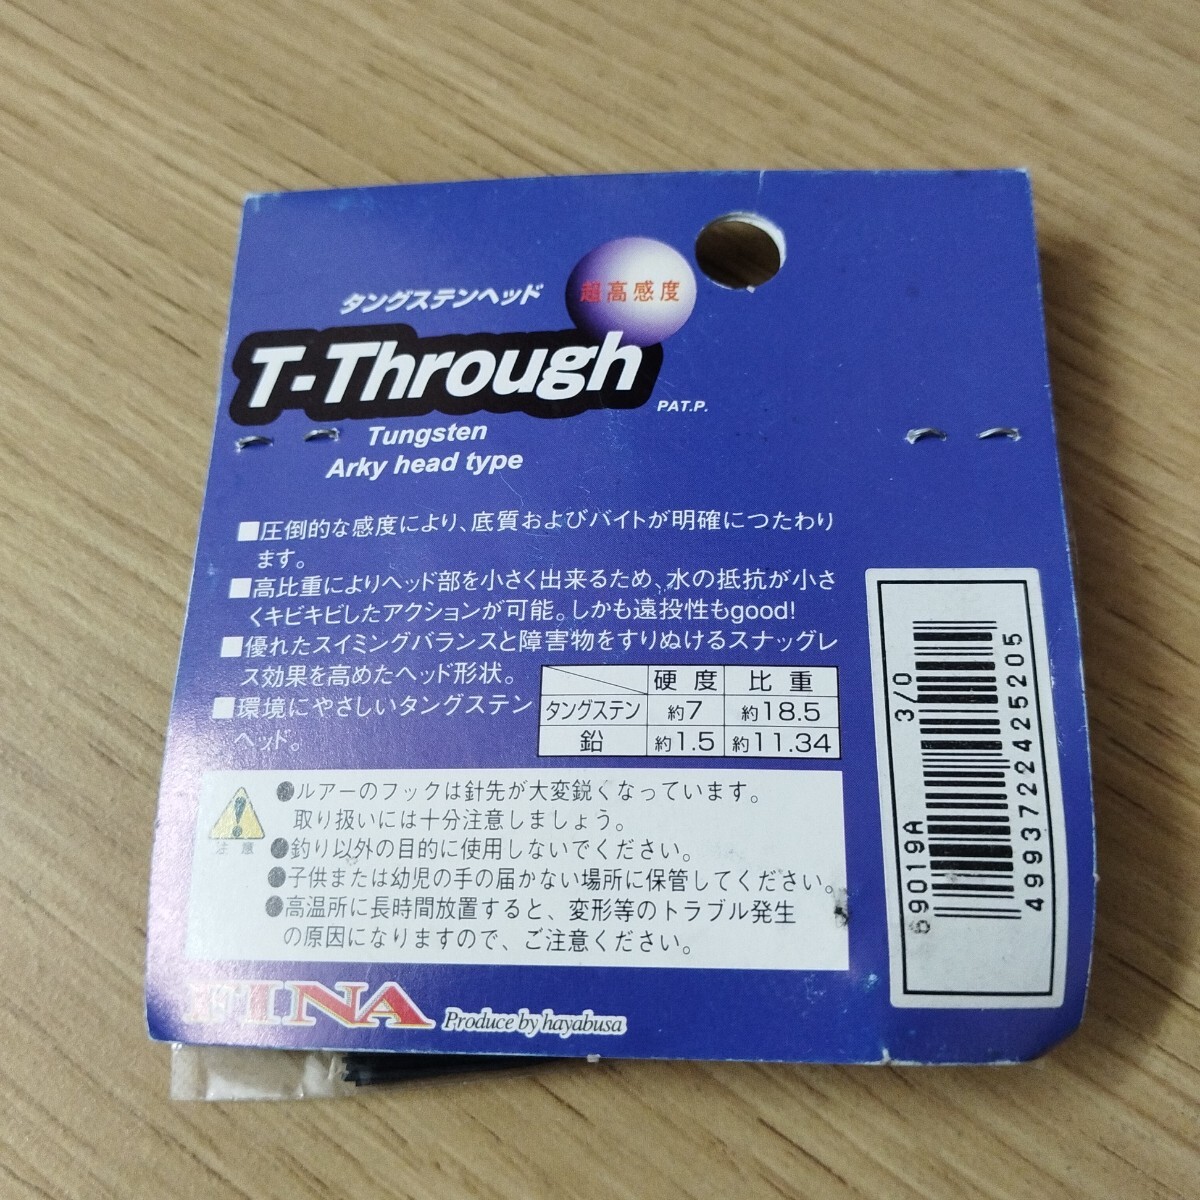 超高感度
タングステンヘッド
T-Through
PAT.P.
Tungsten
Arky head type
■圧倒的な感度により、底質およびバイトが明確につたわり
ます。
■高比重によりヘッド部を小さく出来るため、水の抵抗が小さ
くキビキビしたアクションが可能。しかも遠投性もgood!
■優れたスイミングバランスと障害物をすりぬけるスナッグレ
ス効果を高めたヘッド形状。
■環境にやさしいタングステン
ヘッド。
硬度 比重
タングステン 約7 約18.5
鉛 約1.5 約11.34
注意
●ルアーのフックは針先が大変鋭くなっています。
取り扱いには十分注意しましょう。
●釣り以外の目的に使用しないでください。
●子供または幼児の手の届かない場所に保管してください。
●高温所に長時間放置すると、変形等のトラブル発生
の原因になりますので、ご注意ください。
FINA Produce by hayabusa
69019A 3/0
4993722425205